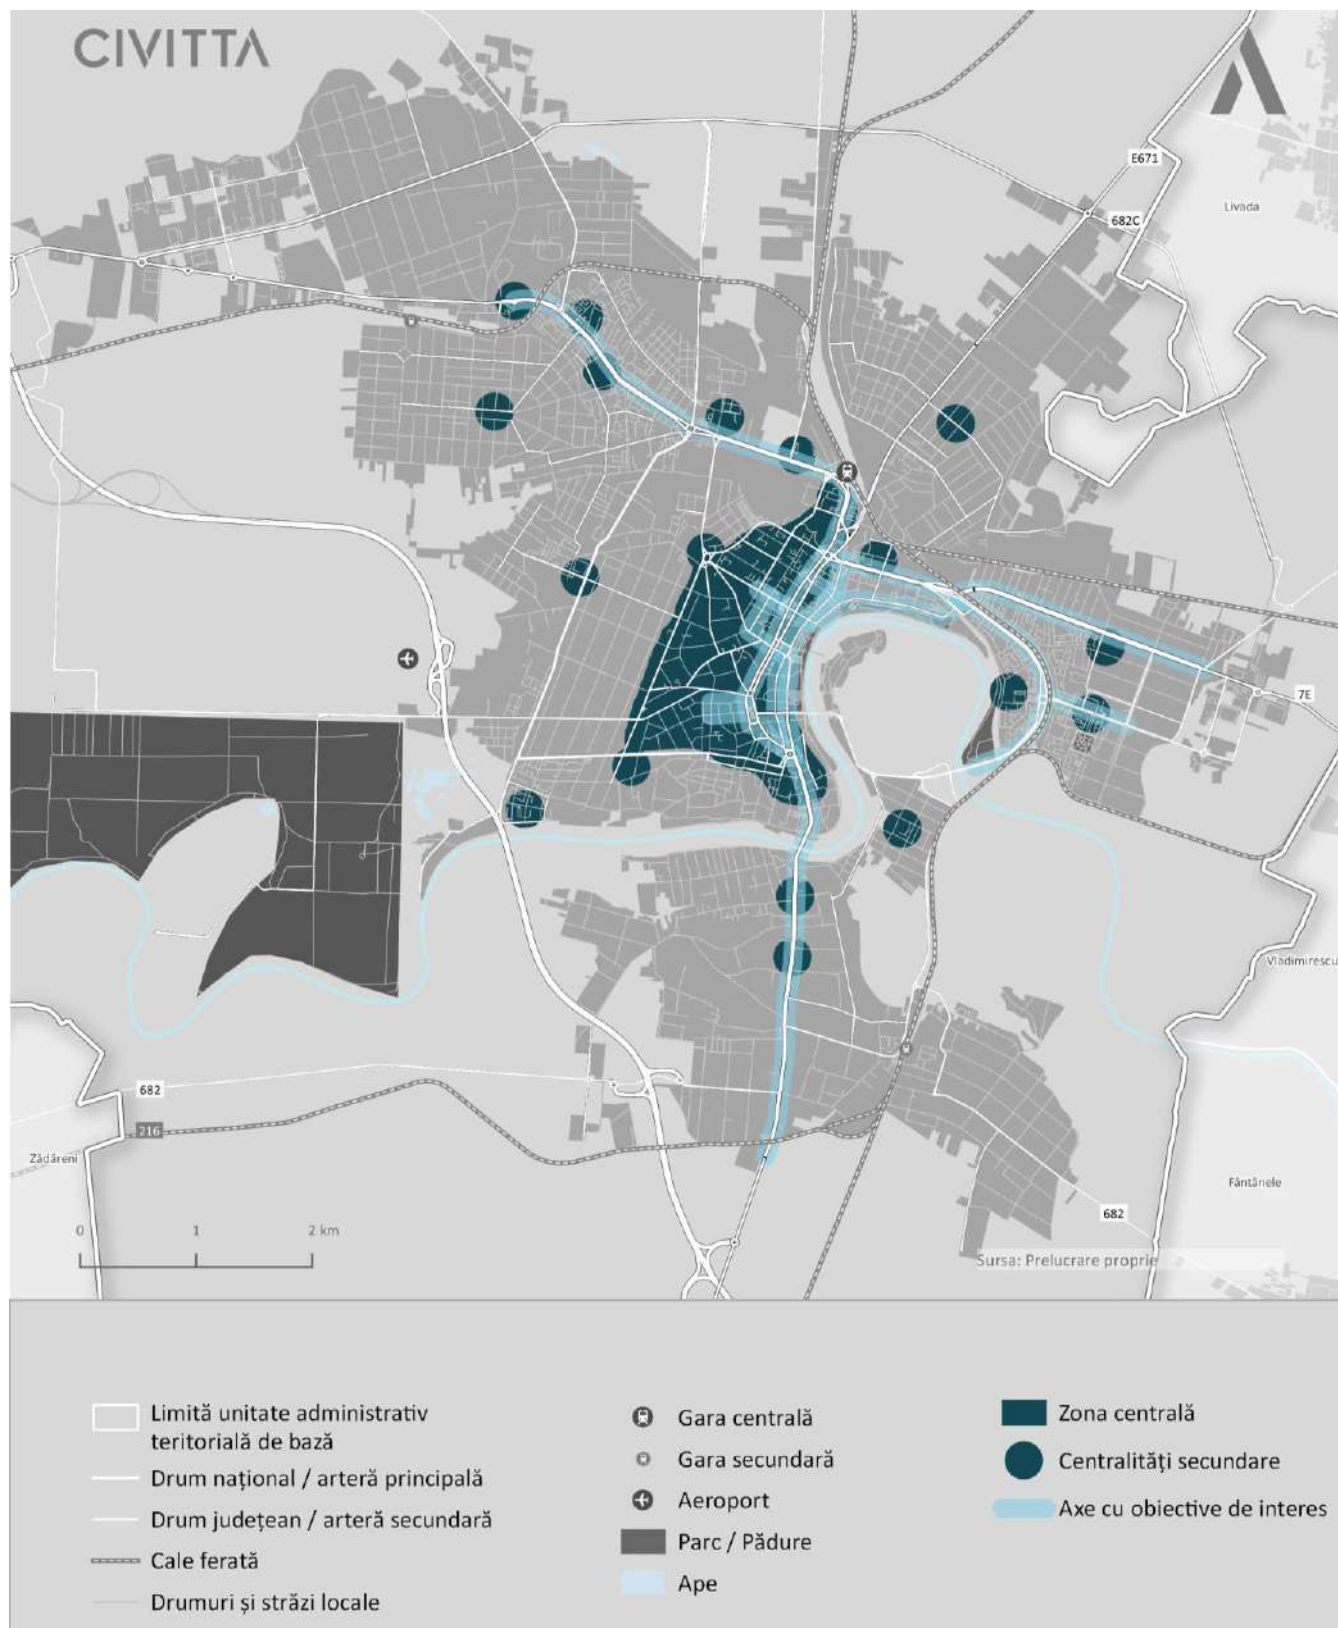 CIVITTA
E671
Livada
682C
7E
Vladimirescu
682
216
Zădăreni
Fântânele
682
0 1 2 km
Sursa: Prelucrare proprie
Limită unitate administrativ
teritorială de bază
Drum național / arteră principală
Drum județean / arteră secundară
Cale ferată
Drumuri și străzi locale
Gara centrală
Gara secundară
Aeroport
Parc / Pădure
Ape
Zona centrală
Centralități secundare
Axe cu obiective de interes